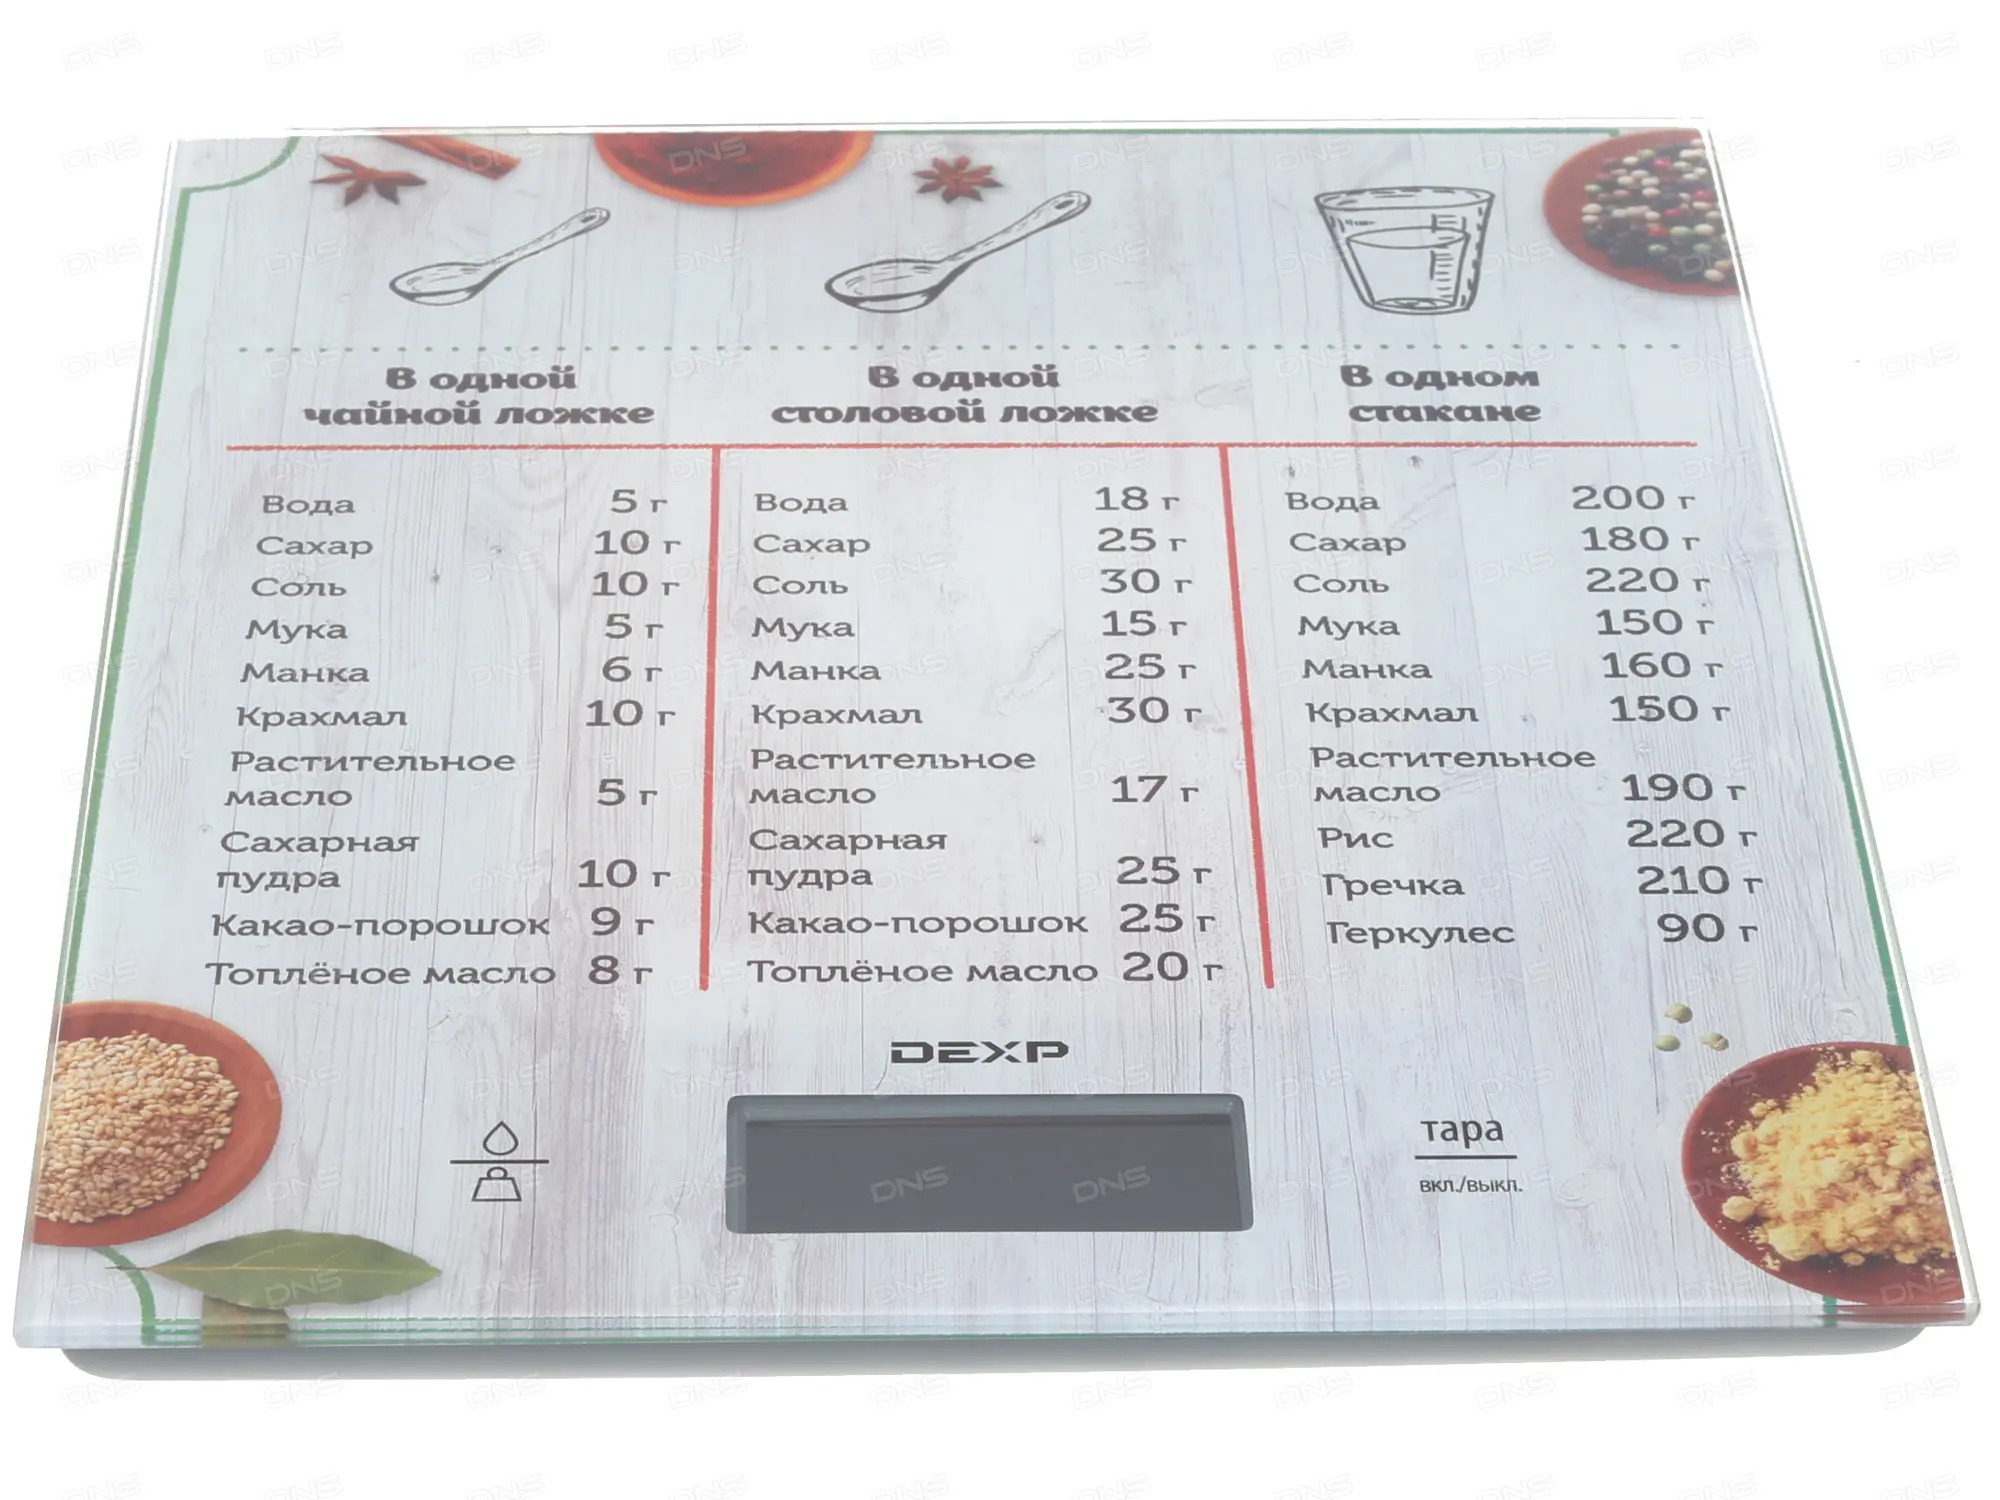 В одной
чайной ложке
Вода 5 г
Сахар 10 г
Соль 10 г
Мука 5 г
Манка 6 г
Крахмал 10 г
Растительное
масло 5 г
Сахарная
пудра 10 г
Какао-порошок 9 г
Топлёное масло 8 г
В одной
столовой ложке
Вода 18 г
Сахар 25 г
Соль 30 г
Мука 15 г
Манка 25 г
Крахмал 30 г
Растительное
масло 17 г
Сахарная
пудра 25 г
Какао-порошок 25 г
Топлёное масло 20 г
В одном
стакане
Вода 200 г
Сахар 180 г
Соль 220 г
Мука 150 г
Манка 160 г
Крахмал 150 г
Растительное
масло 190 г
Рис 220 г
Гречка 210 г
Геркулес 90 г
DEXP
тара
вкл./выкл.
DNS